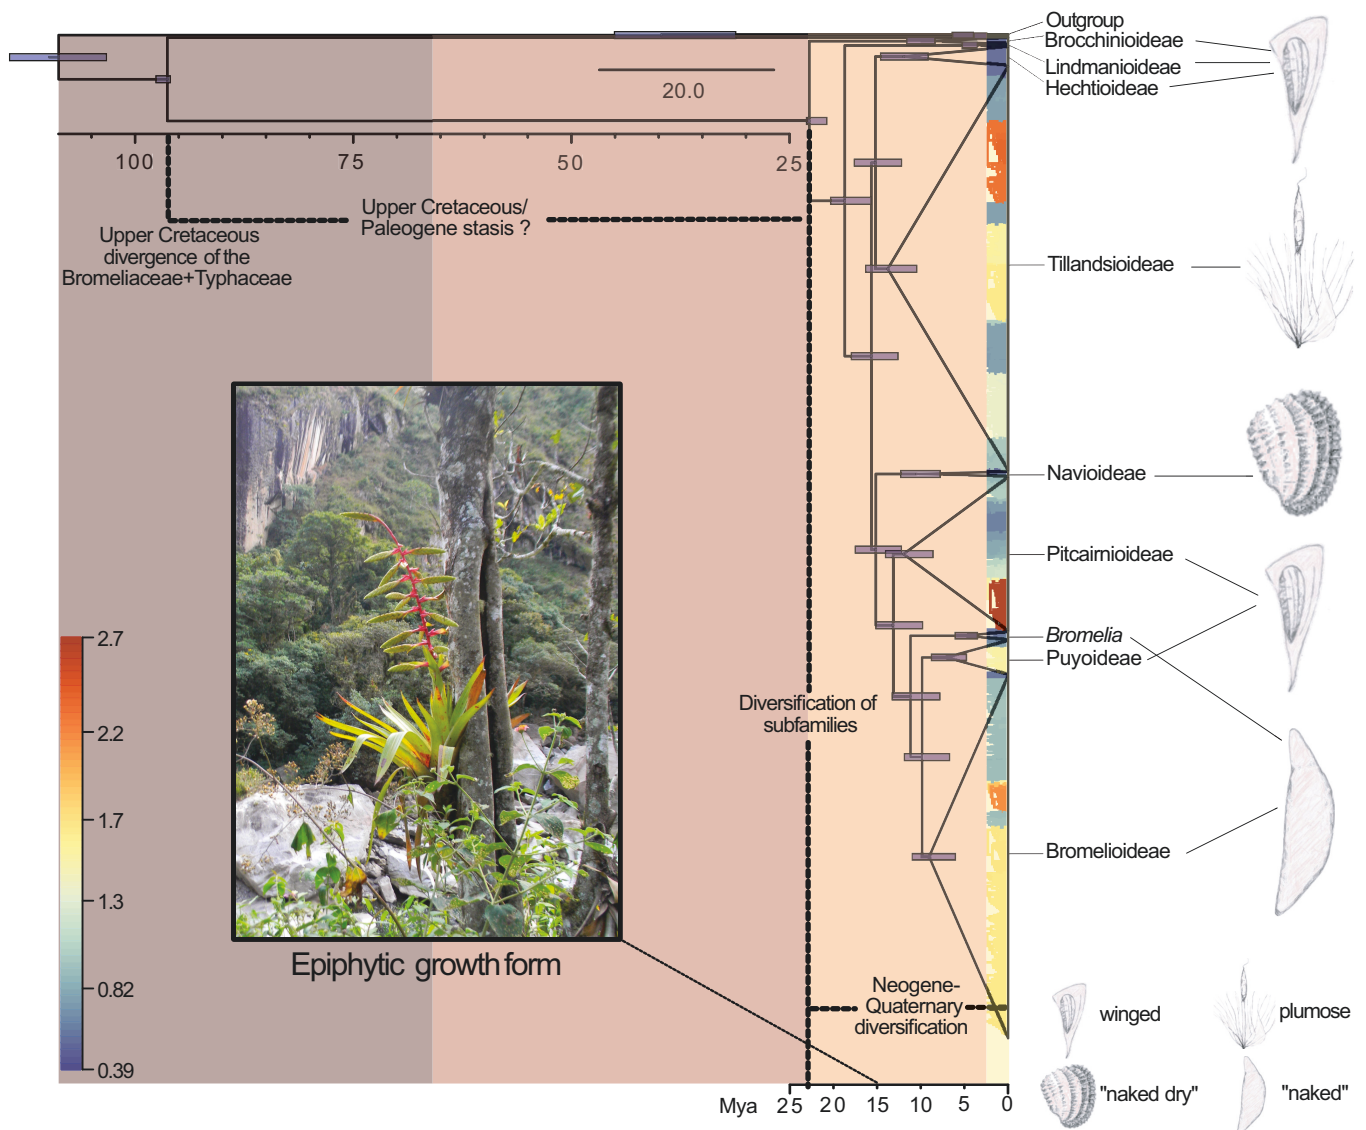 Outgroup
Brocchinioideae
Lindmanioideae
Hechtioideae
20.0
100
75
50
25
Upper Cretaceous/
Paleogene stasis ?
Upper Cretaceous
divergence of the
Bromeliaceae+Typhaceae
Tillandsioideae
Navioideae
Pitcairnioideae
Bromelia
Puyoideae
Bromelioideae
2.7
2.2
1.7
1.3
0.82
0.39
Diversification of
subfamilies
Epiphytic growth form
Neogene-
Quaternary
diversification
winged
plumose
"naked dry"
"naked"
Mya 25 20 15 10 5 0